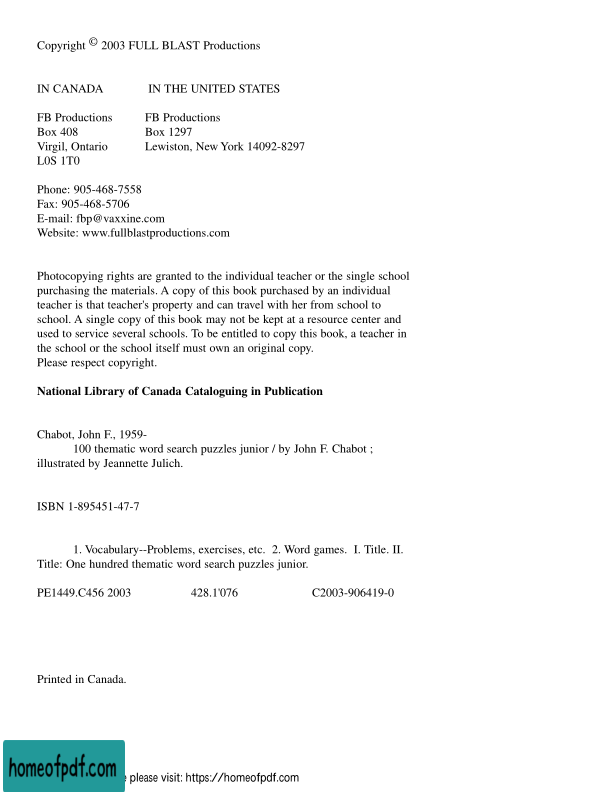 Copyright © 2003 FULL BLAST Productions
IN CANADA IN THE UNITED STATES
FB Productions FB Productions
Box 408 Box 1297
Virgil, Ontario Lewiston, New York 14092-8297
L0S 1T0
Phone: 905-468-7558
Fax: 905-468-5706
E-mail: fbp@vaxxine.com
Website: www.fullblastproductions.com
Photocopying rights are granted to the individual teacher or the single school
purchasing the materials. A copy of this book purchased by an individual
teacher is that teacher's property and can travel with her from school to
school. A single copy of this book may not be kept at a resource center and
used to service several schools. To be entitled to copy this book, a teacher in
the school or the school itself must own an original copy.
Please respect copyright.
National Library of Canada Cataloguing in Publication
Chabot, John F., 1959-
100 thematic word search puzzles junior / by John F. Chabot ;
illustrated by Jeannette Julich.
ISBN 1-895451-47-7
1. Vocabulary--Problems, exercises, etc. 2. Word games. I. Title. II.
Title: One hundred thematic word search puzzles junior.
PE1449.C456 2003 428.1'076 C2003-906419-0
Printed in Canada.
homeofpdf.com
please visit: https://homeofpdf.com